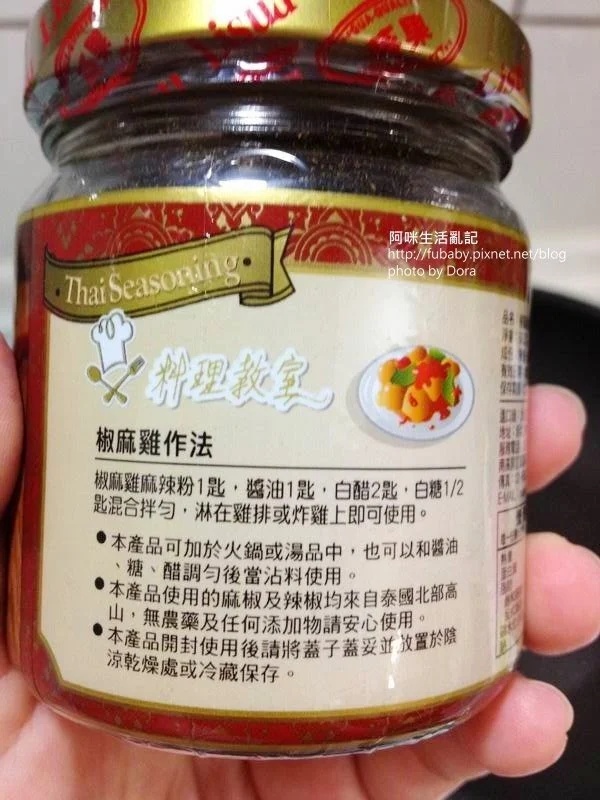 Visua
阿咪生活亂記
http://fubaby.pixnet.net/blog
photo by Dora
Thai Seasoning
料理教室
椒麻雞作法
椒麻雞麻辣粉1匙，醬油1匙，白醋2匙，白糖1/2
匙混合拌勻，淋在雞排或炸雞上即可使用。
●本產品可加於火鍋或湯品中，也可以和醬油
、糖、醋調勻後當沾料使用。
●本產品使用的麻椒及辣椒均來自泰國北部高
山，無農藥及任何添加物請安心使用。
●本產品開封使用後請將蓋子蓋妥並放置於陰
涼乾燥處或冷藏保存。